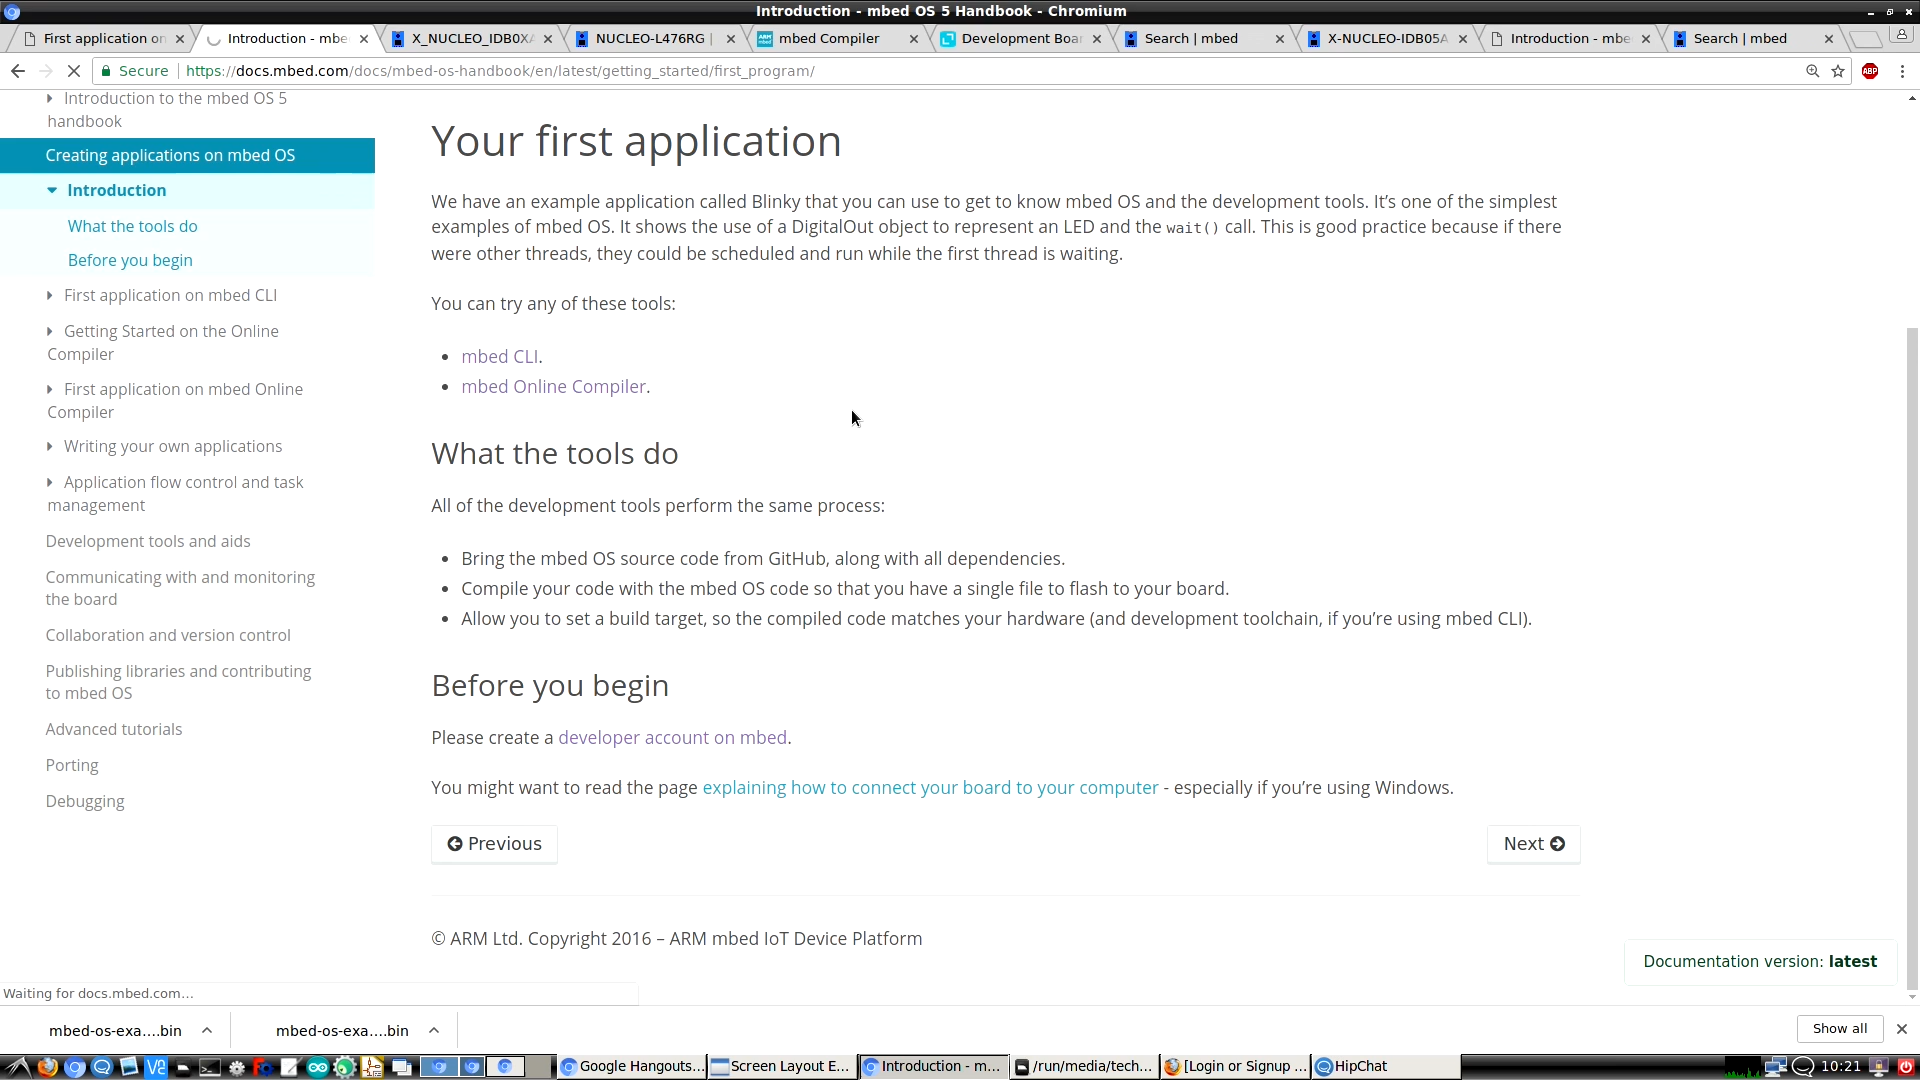 Introduction - mbed OS 5 Handbook - Chromium
First application on
Introduction - mbe
X_NUCLEO_IDB0XA
NUCLEO-L476RG |
mbed Compiler
Development Boar
Search | mbed
X-NUCLEO-IDB05A
Introduction - mbe
Search | mbed
Secure
https://docs.mbed.com/docs/mbed-os-handbook/en/latest/getting_started/first_program/
ABP
Introduction to the mbed OS 5
handbook
Creating applications on mbed OS
Introduction
What the tools do
Before you begin
First application on mbed CLI
Getting Started on the Online
Compiler
First application on mbed Online
Compiler
Writing your own applications
Application flow control and task
management
Development tools and aids
Communicating with and monitoring
the board
Collaboration and version control
Publishing libraries and contributing
to mbed OS
Advanced tutorials
Porting
Debugging
Your first application
We have an example application called Blinky that you can use to get to know mbed OS and the development tools. It’s one of the simplest
examples of mbed OS. It shows the use of a DigitalOut object to represent an LED and the wait() call. This is good practice because if there
were other threads, they could be scheduled and run while the first thread is waiting.
You can try any of these tools:
• mbed CLI.
• mbed Online Compiler.
What the tools do
All of the development tools perform the same process:
• Bring the mbed OS source code from GitHub, along with all dependencies.
• Compile your code with the mbed OS code so that you have a single file to flash to your board.
• Allow you to set a build target, so the compiled code matches your hardware (and development toolchain, if you’re using mbed CLI).
Before you begin
Please create a developer account on mbed.
You might want to read the page explaining how to connect your board to your computer - especially if you’re using Windows.
Previous
Next
© ARM Ltd. Copyright 2016 – ARM mbed IoT Device Platform
Documentation version: latest
Waiting for docs.mbed.com...
mbed-os-exa....bin
mbed-os-exa....bin
Show all
Google Hangouts...
Screen Layout E...
Introduction - m...
/run/media/tech...
[Login or Signup ...
HipChat
10:21